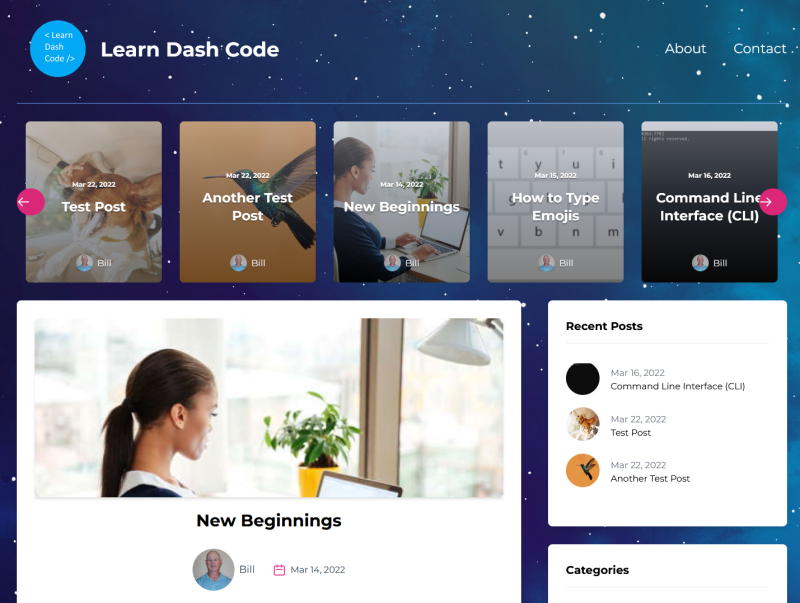 < Learn
Dash
Code />
Learn Dash Code
About
Contact
Mar 22, 2022
Test Post
Bill
Mar 22, 2022
Another Test
Post
Bill
Mar 14, 2022
New Beginnings
Bill
t y u i
g h j k
v b n m
Mar 15, 2022
How to Type
Emojis
Bill
ll rights reserved.
Mar 16, 2022
Command Line
Interface (CLI)
Bill
New Beginnings
Bill
Mar 14, 2022
Recent Posts
Mar 16, 2022
Command Line Interface (CLI)
Mar 22, 2022
Test Post
Mar 22, 2022
Another Test Post
Categories